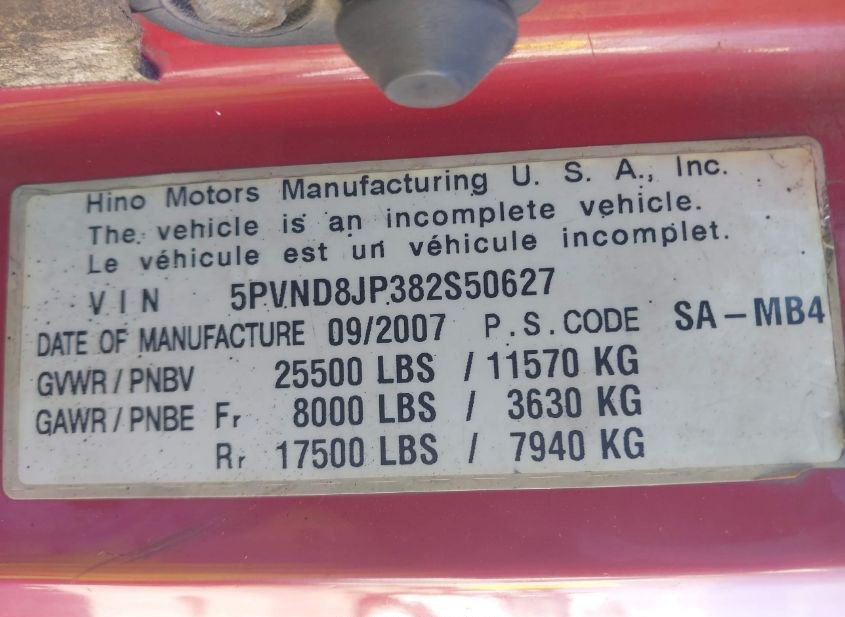 Hino Motors Manufacturing U. S. A., Inc.
The vehicle is an incomplete vehicle.
Le véhicule est un véhicule incomplet.
VIN 5PVND8JP382S50627
DATE OF MANUFACTURE 09/2007 P.S.CODE SA-MB4
GVWR/PNBV 25500 LBS / 11570 KG
GAWR/PNBE Fr 8000 LBS / 3630 KG
Rr 17500 LBS / 7940 KG